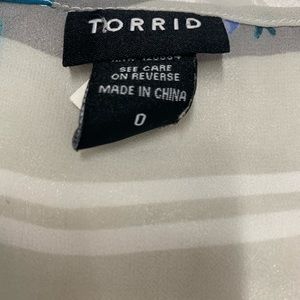 TORRID
SEE CARE
ON REVERSE
MADE IN CHINA
0